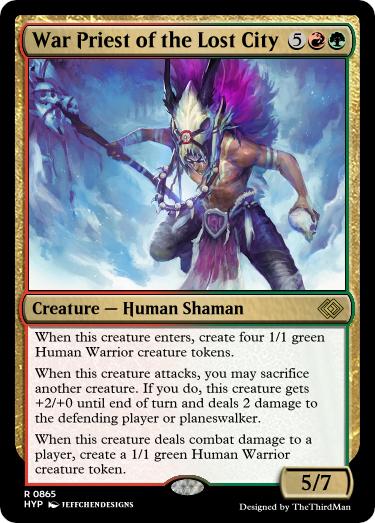 War Priest of the Lost City 5
Creature — Human Shaman
When this creature enters, create four 1/1 green
Human Warrior creature tokens.
When this creature attacks, you may sacrifice
another creature. If you do, this creature gets
+2/+0 until end of turn and deals 2 damage to
the defending player or planeswalker.
When this creature deals combat damage to a
player, create a 1/1 green Human Warrior
creature token.
5/7
R 0865
HYP JEFFCHENDESIGNS
Designed by TheThirdMan